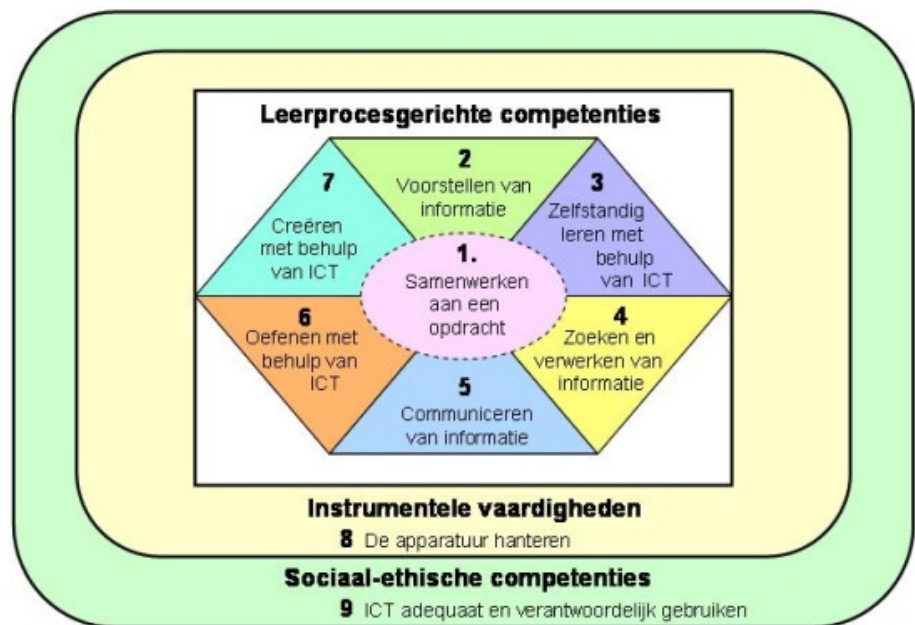 Leerprocesgerichte competenties
1.
Samenwerken
aan een
opdracht
2
Voorstellen van
informatie
3
Zelfstandig
leren met
behulp
van ICT
4
Zoeken en
verwerken van
informatie
5
Communiceren
van informatie
6
Oefenen met
behulp van
ICT
7
Creëren
met behulp
van ICT
Instrumentele vaardigheden
8 De apparatuur hanteren
Sociaal-ethische competenties
9 ICT adequaat en verantwoordelijk gebruiken